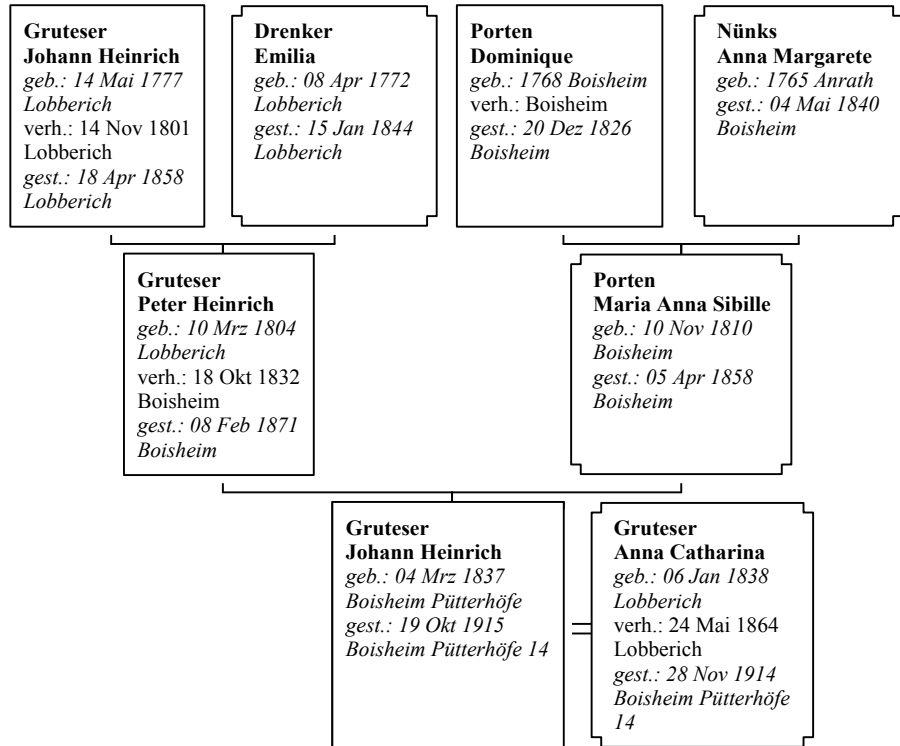 Gruteser
Johann Heinrich
geb.: 14 Mai 1777
Lobberich
verh.: 14 Nov 1801
Lobberich
gest.: 18 Apr 1858
Lobberich
Drenker
Emilia
geb.: 08 Apr 1772
Lobberich
gest.: 15 Jan 1844
Lobberich
Porten
Dominique
geb.: 1768 Boisheim
verh.: Boisheim
gest.: 20 Dez 1826
Boisheim
Nünks
Anna Margarete
geb.: 1765 Anrath
gest.: 04 Mai 1840
Boisheim
Gruteser
Peter Heinrich
geb.: 10 Mrz 1804
Lobberich
verh.: 18 Okt 1832
Boisheim
gest.: 08 Feb 1871
Boisheim
Porten
Maria Anna Sibille
geb.: 10 Nov 1810
Boisheim
gest.: 05 Apr 1858
Boisheim
Gruteser
Johann Heinrich
geb.: 04 Mrz 1837
Boisheim Pütterhöfe
gest.: 19 Okt 1915
Boisheim Pütterhöfe 14
Gruteser
Anna Catharina
geb.: 06 Jan 1838
Lobberich
verh.: 24 Mai 1864
Lobberich
gest.: 28 Nov 1914
Boisheim Pütterhöfe
14